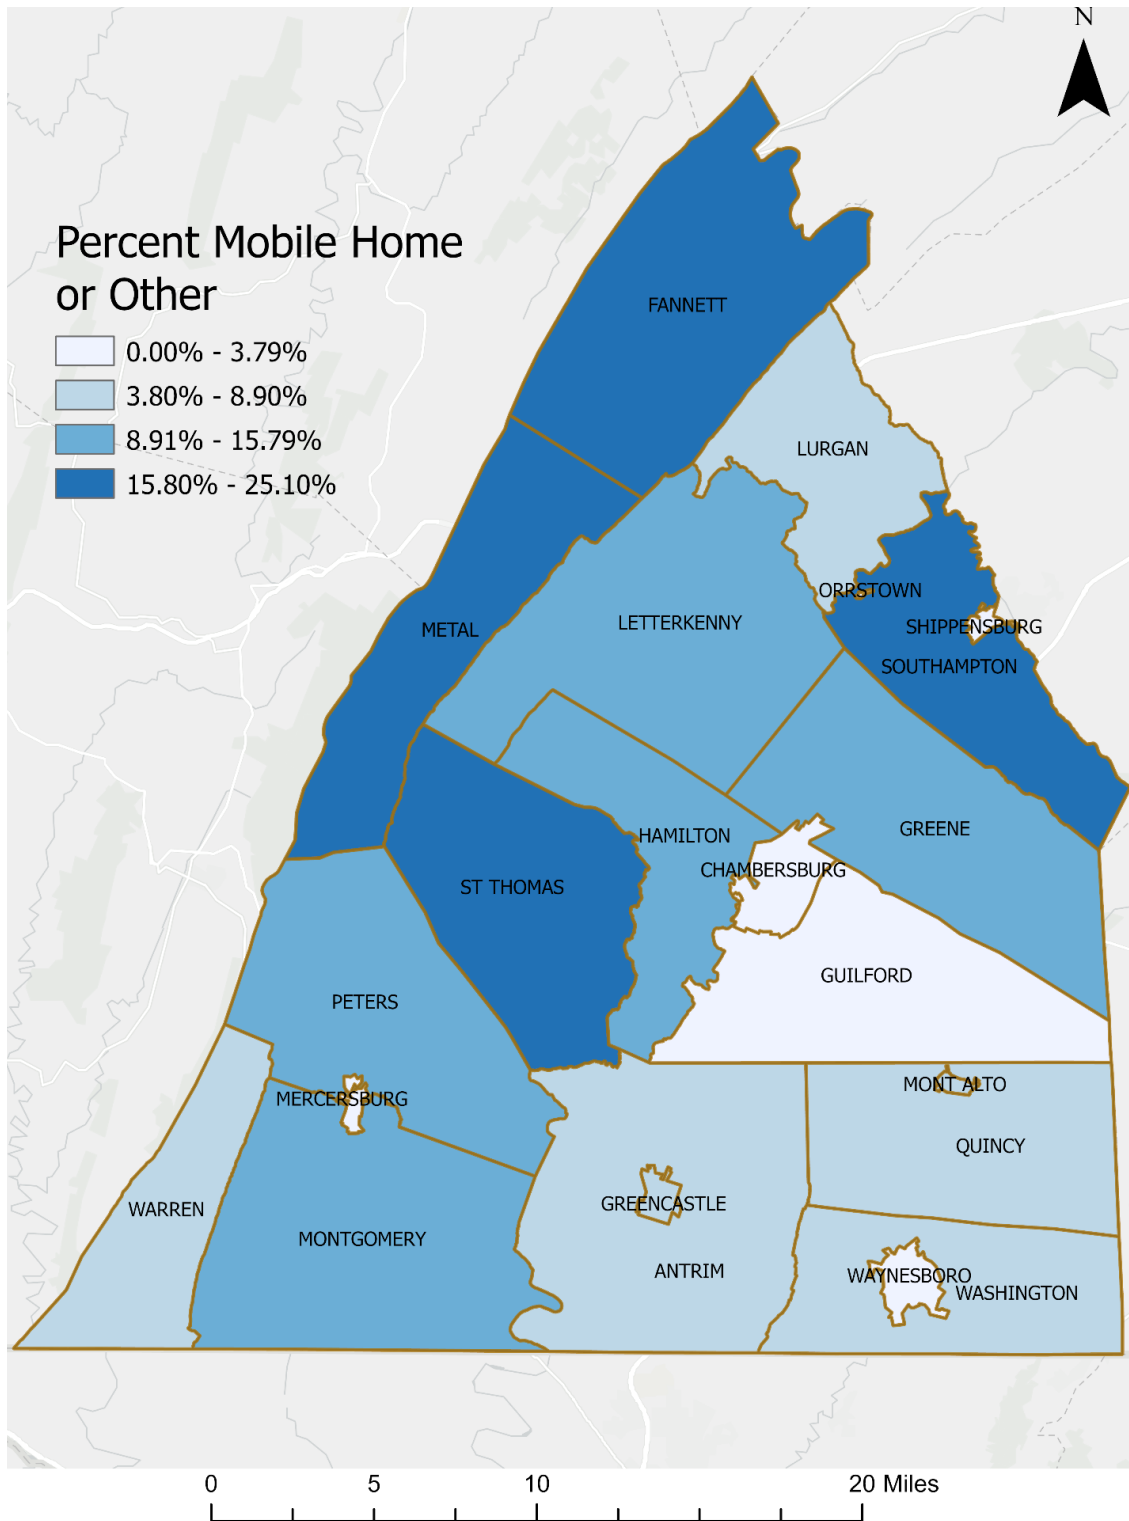 N
Percent Mobile Home
or Other
0.00% - 3.79%
3.80% - 8.90%
8.91% - 15.79%
15.80% - 25.10%
FANNETT
LURGAN
ORRSTOWN
LETTERKENNY
SHIPPENSBURG
METAL
SOUTHAMPTON
GREENE
HAMILTON
CHAMBERSBURG
ST THOMAS
GUILFORD
PETERS
MONT ALTO
MERCERSBURG
QUINCY
GREENCASTLE
WARREN
MONTGOMERY
ANTRIM
WAYNESBORO
WASHINGTON
0 5 10 20 Miles